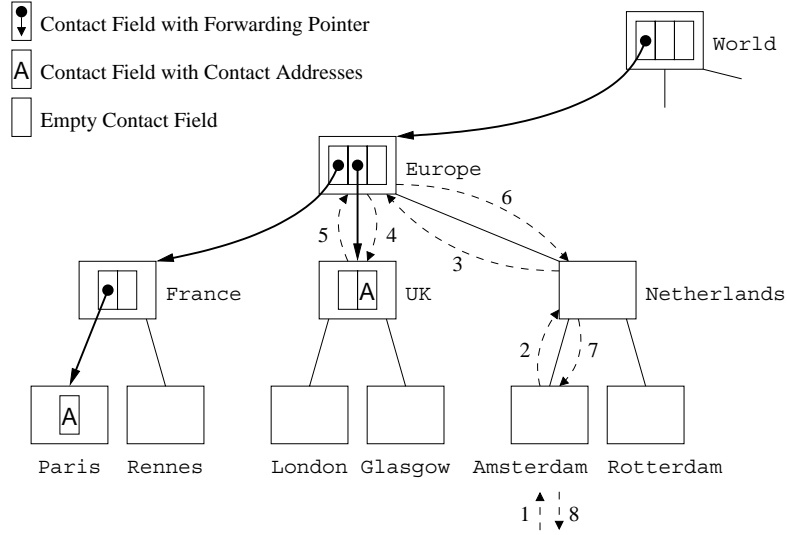 Contact Field with Forwarding Pointer
A Contact Field with Contact Addresses
Empty Contact Field
World
Europe
6
5 4 3
France A UK Netherlands
2 7
A
Paris Rennes London Glasgow Amsterdam Rotterdam
1 8